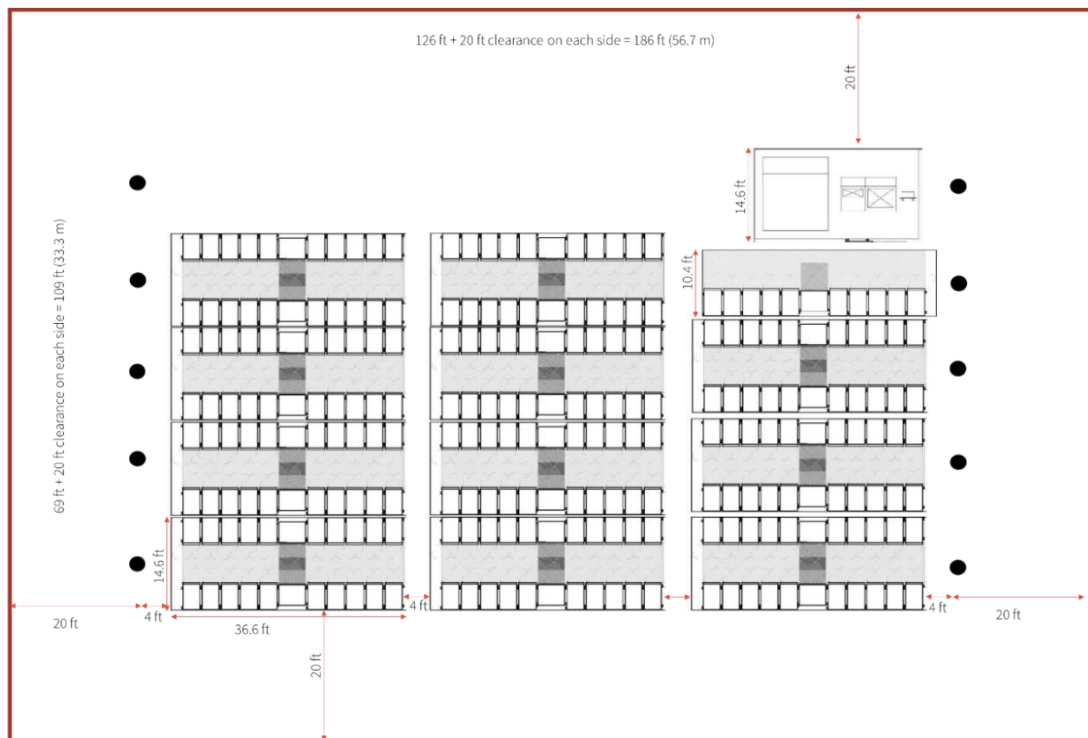 126 ft + 20 ft clearance on each side = 186 ft (56.7 m)
20 ft
14.6 ft
10.4 ft
69 ft + 20 ft clearance on each side = 109 ft (33.3 m)
14.6 ft
20 ft
4 ft
36.6 ft
4 ft
20 ft
4 ft
20 ft